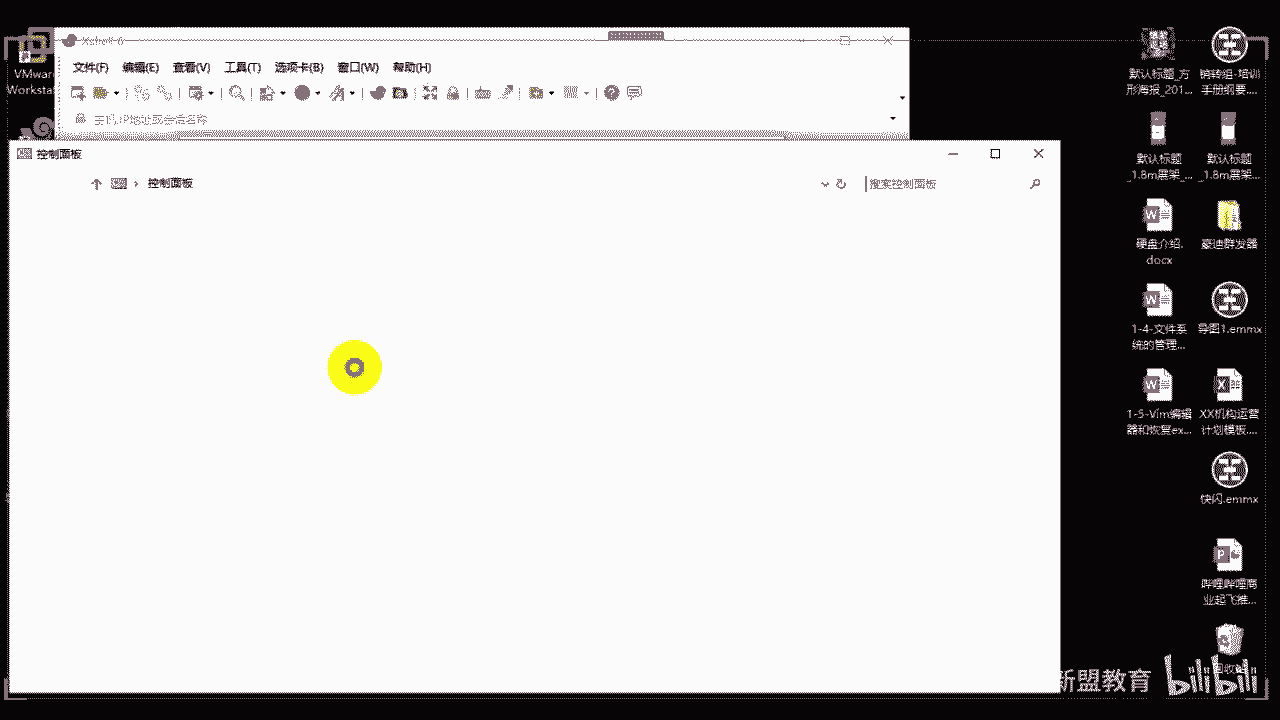 Xshell 6
文件(F) 编辑(E) 查看(V) 工具(T) 选项卡(B) 窗口(W) 帮助(H)
主机,IP地址或会话名称
VMware
Worksta
控制面板
控制面板
搜索控制面板
默认标题_方
形海报_201...
销转组-培训
手册纲要....
默认标题
_1.8m展架_...
默认标题
_1.8m展架...
硬盘介绍.
docx
豪迪群发器
1-4-文件系
统的管理...
导图1.emmx
1-5-Vim编辑
器和恢复ex...
XX机构运营
计划模板....
快闪.emmx
哔哩哔哩商
业起飞推...
回收站
新盟教育
bilibili